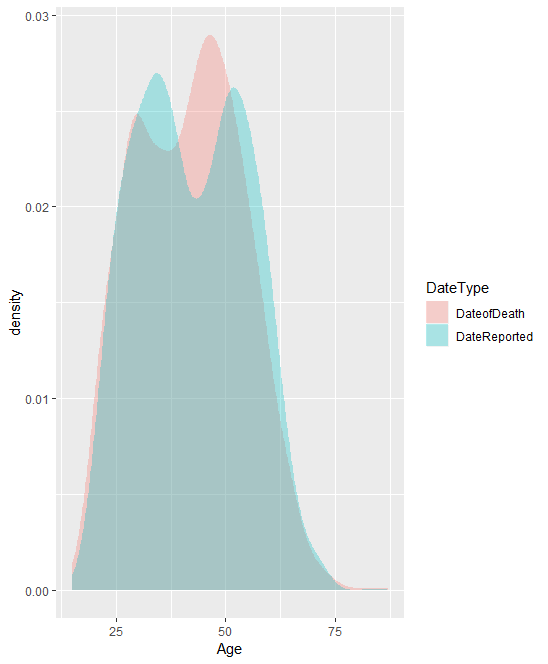 0.03
0.02
0.01
0.00
density
25 50 75
Age
DateType
DateofDeath
DateReported